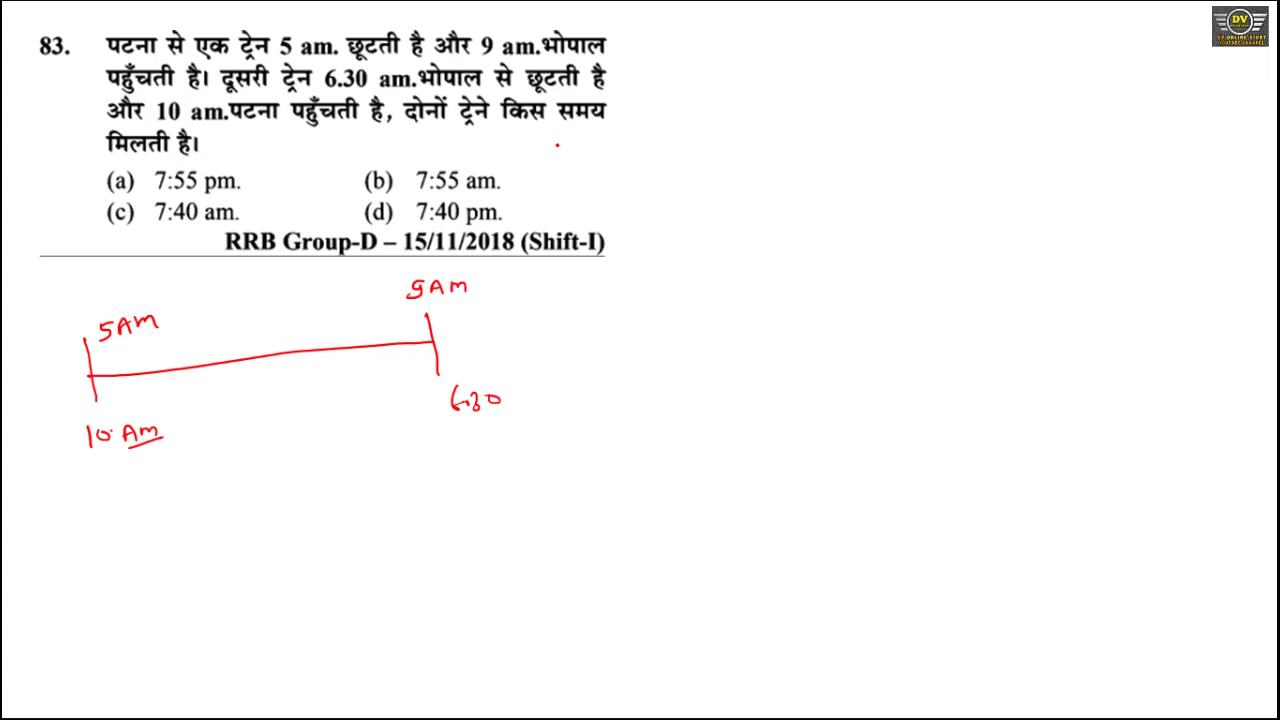 83. पटना से एक ट्रेन 5 am. छूटती है और 9 am.भोपाल
पहुँचती है। दूसरी ट्रेन 6.30 am.भोपाल से छूटती है
और 10 am.पटना पहुँचती है, दोनों ट्रेने किस समय
मिलती है।
(a) 7:55 pm. (b) 7:55 am.
(c) 7:40 am. (d) 7:40 pm.
RRB Group-D – 15/11/2018 (Shift-I)
9AM
5AM
6.30
10 Am
DV